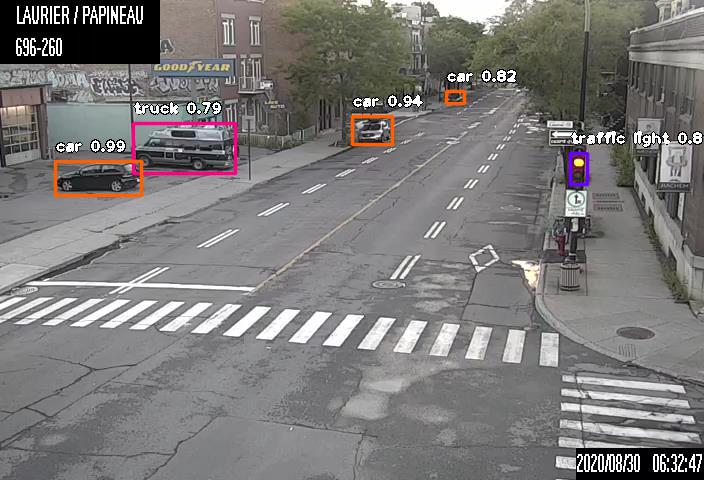 LAURIER / PAPINEAU
696-260
GOODYEAR
car 0.82
truck 0.79
car 0.94
car 0.99
traffic light 0.8
2020/08/30 06:32:47